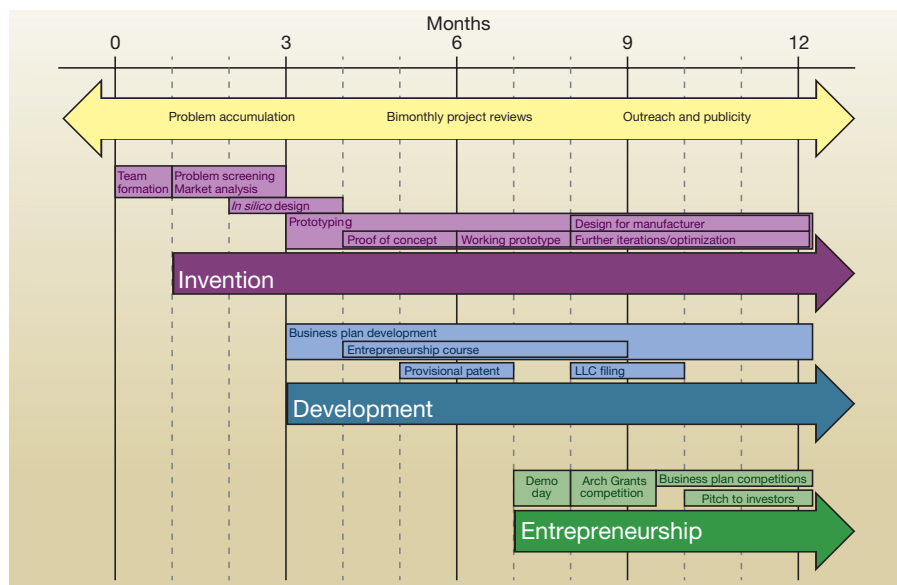 Months
0 3 6 9 12
Problem accumulation Bimonthly project reviews Outreach and publicity
Team
formation
Problem screening
Market analysis
In silico design
Prototyping
Design for manufacturer
Proof of concept
Working prototype
Further iterations/optimization
Invention
Business plan development
Entrepreneurship course
Provisional patent
LLC filing
Development
Demo
day
Arch Grants
competition
Business plan competitions
Pitch to investors
Entrepreneurship